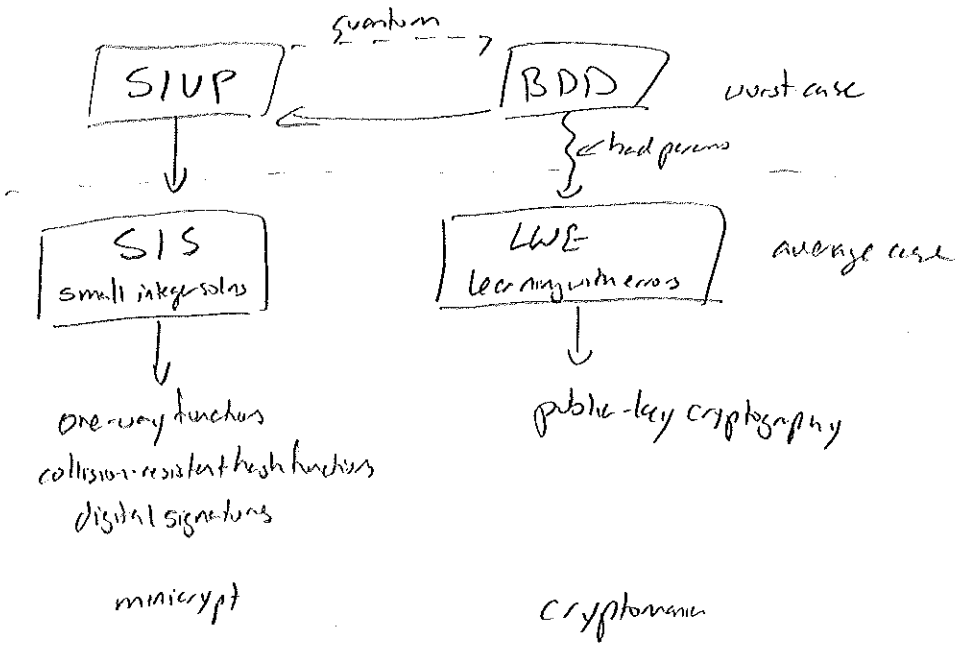 quantum
SIVP
BDD
worst-case
bad params
SIS
small integer solns
LWE
learning with errors
average case
one-way functions
collision-resistant hash functions
digital signatures
public-key cryptography
minicrypt
cryptomania